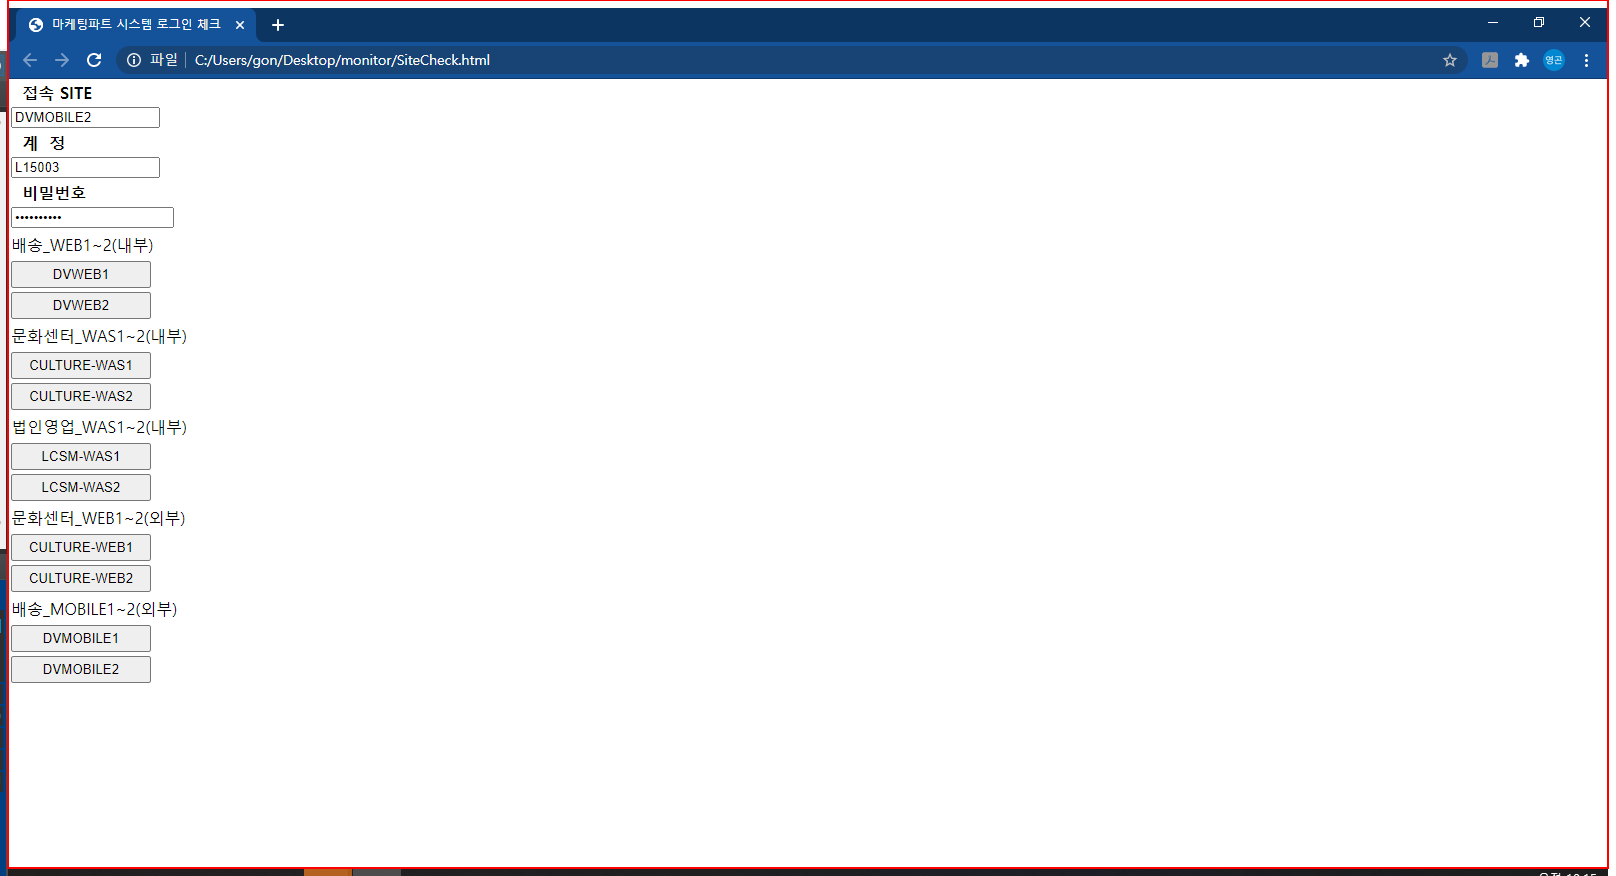 마케팅파트 시스템 로그인 체크
파일 C:/Users/gon/Desktop/monitor/SiteCheck.html
영곤
접속 SITE
DVMOBILE2
계 정
L15003
비밀번호
••••••••••
배송_WEB1~2(내부)
DVWEB1
DVWEB2
문화센터_WAS1~2(내부)
CULTURE-WAS1
CULTURE-WAS2
법인영업_WAS1~2(내부)
LCSM-WAS1
LCSM-WAS2
문화센터_WEB1~2(외부)
CULTURE-WEB1
CULTURE-WEB2
배송_MOBILE1~2(외부)
DVMOBILE1
DVMOBILE2